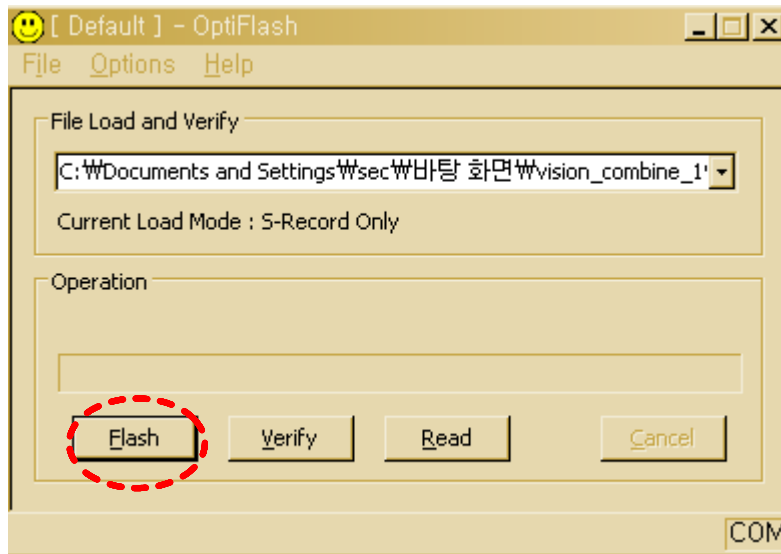 [ Default ] - OptiFlash
File Options Help
File Load and Verify
C:₩Documents and Settings₩sec₩바탕 화면₩vision_combine_1
Current Load Mode : S-Record Only
Operation
Flash Verify Read Cancel
COM